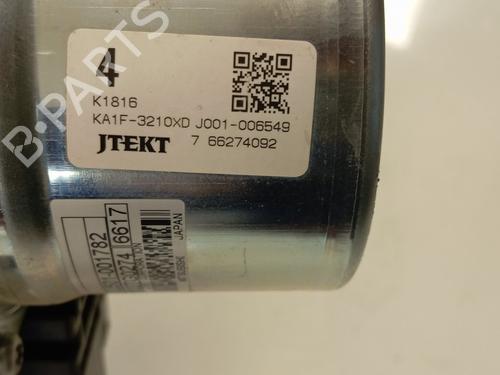 B-PARTS
4
K1816
KA1F-3210XD J001-006549
JTEKT 7 66274092
001782
6617
JAPAN